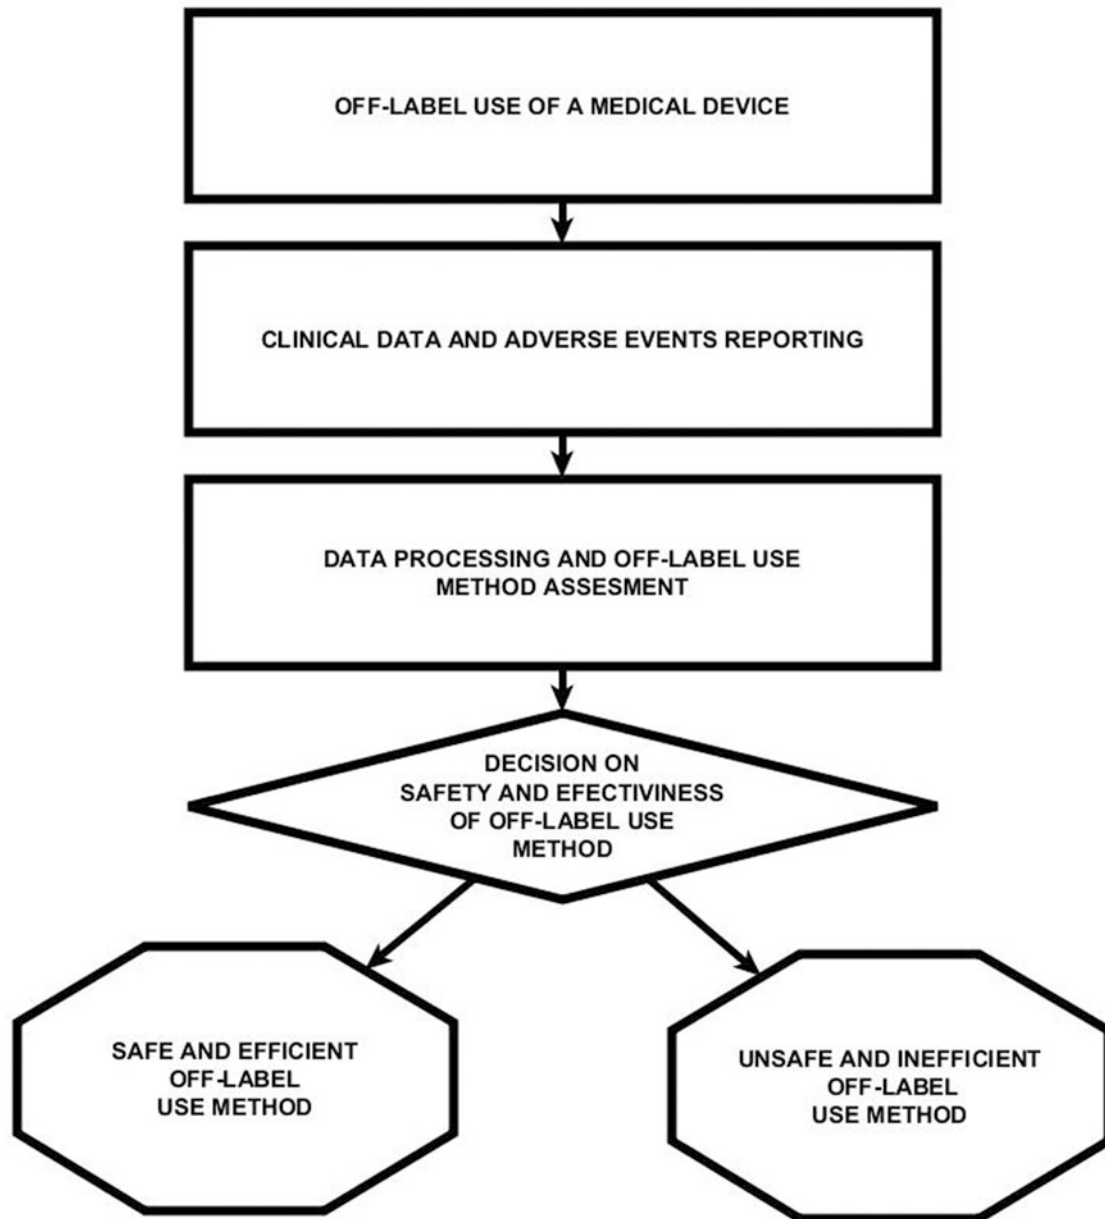 OFF-LABEL USE OF A MEDICAL DEVICE
CLINICAL DATA AND ADVERSE EVENTS REPORTING
DATA PROCESSING AND OFF-LABEL USE
METHOD ASSESMENT
DECISION ON
SAFETY AND EFECTIVINESS
OF OFF-LABEL USE
METHOD
SAFE AND EFFICIENT
OFF-LABEL
USE METHOD
UNSAFE AND INEFFICIENT
OFF-LABEL
USE METHOD